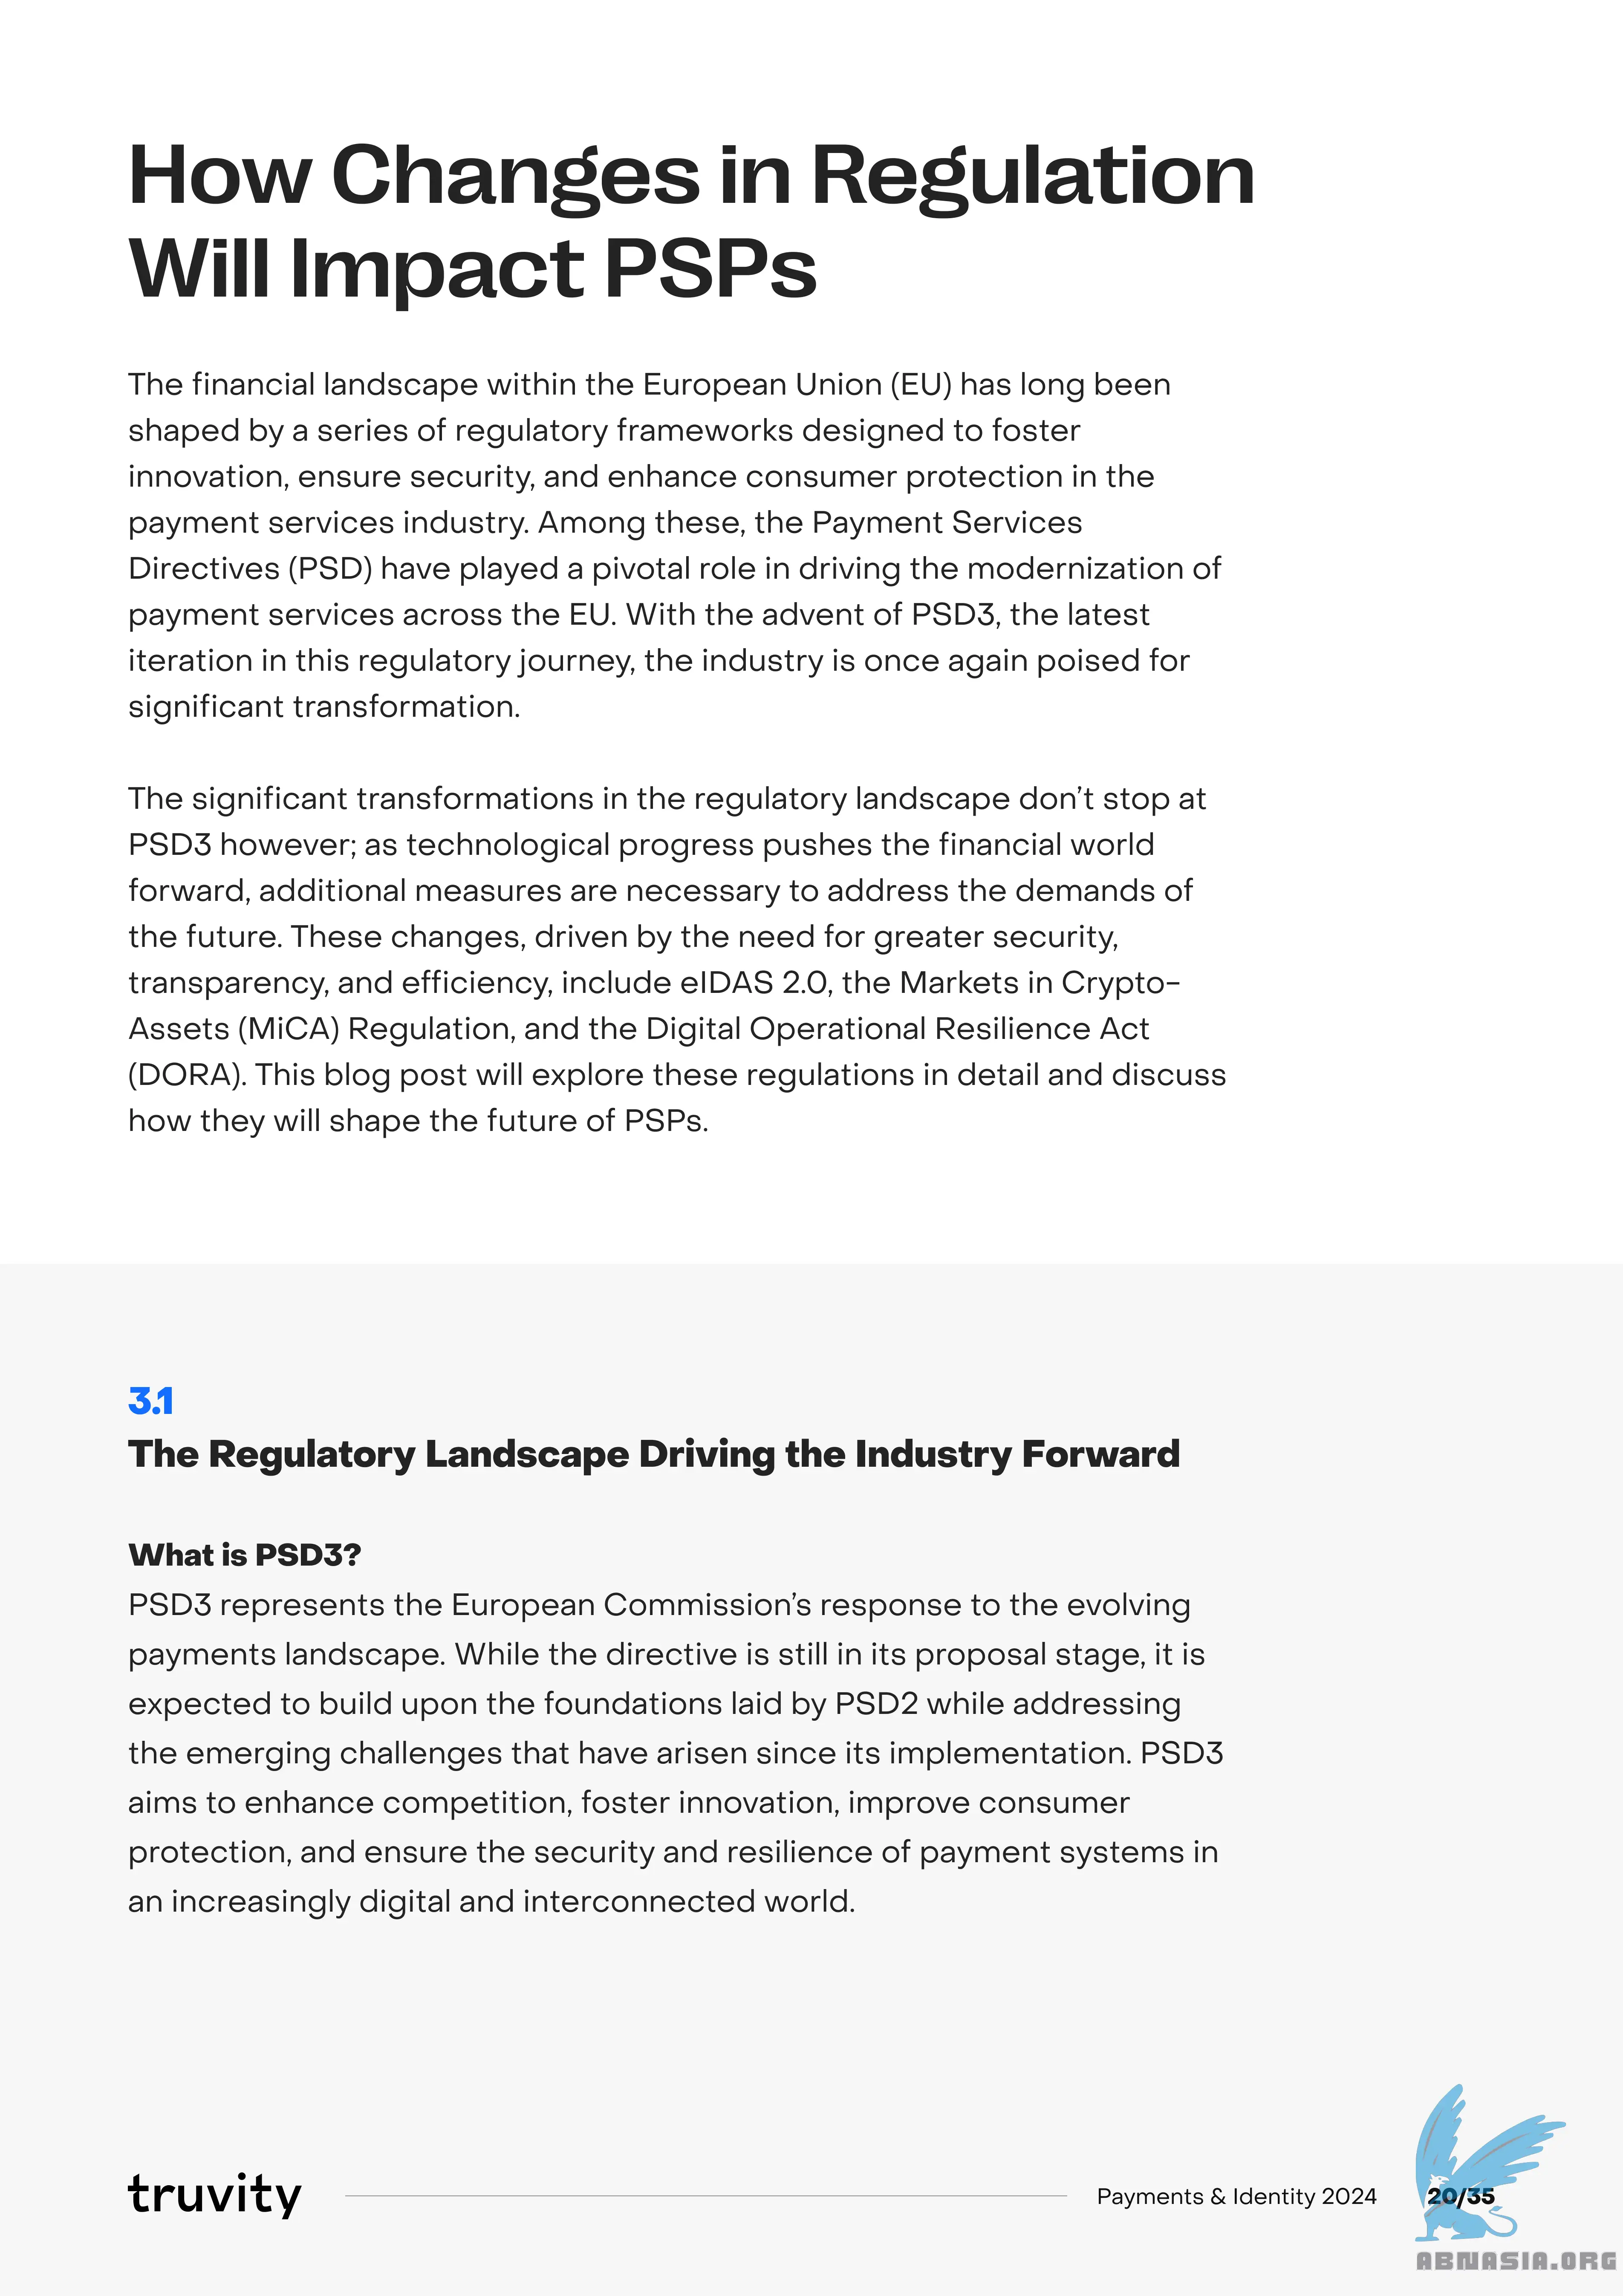 How Changes in Regulation
Will Impact PSPs
The financial landscape within the European Union (EU) has long been
shaped by a series of regulatory frameworks designed to foster
innovation, ensure security, and enhance consumer protection in the
payment services industry. Among these, the Payment Services
Directives (PSD) have played a pivotal role in driving the modernization of
payment services across the EU. With the advent of PSD3, the latest
iteration in this regulatory journey, the industry is once again poised for
significant transformation.
The significant transformations in the regulatory landscape don’t stop at
PSD3 however; as technological progress pushes the financial world
forward, additional measures are necessary to address the demands of
the future. These changes, driven by the need for greater security,
transparency, and efficiency, include eIDAS 2.0, the Markets in Crypto-
Assets (MiCA) Regulation, and the Digital Operational Resilience Act
(DORA). This blog post will explore these regulations in detail and discuss
how they will shape the future of PSPs.
3.1
The Regulatory Landscape Driving the Industry Forward
What is PSD3?
PSD3 represents the European Commission’s response to the evolving
payments landscape. While the directive is still in its proposal stage, it is
expected to build upon the foundations laid by PSD2 while addressing
the emerging challenges that have arisen since its implementation. PSD3
aims to enhance competition, foster innovation, improve consumer
protection, and ensure the security and resilience of payment systems in
an increasingly digital and interconnected world.
truvity Payments & Identity 2024 20/35
ABNASIA.ORG